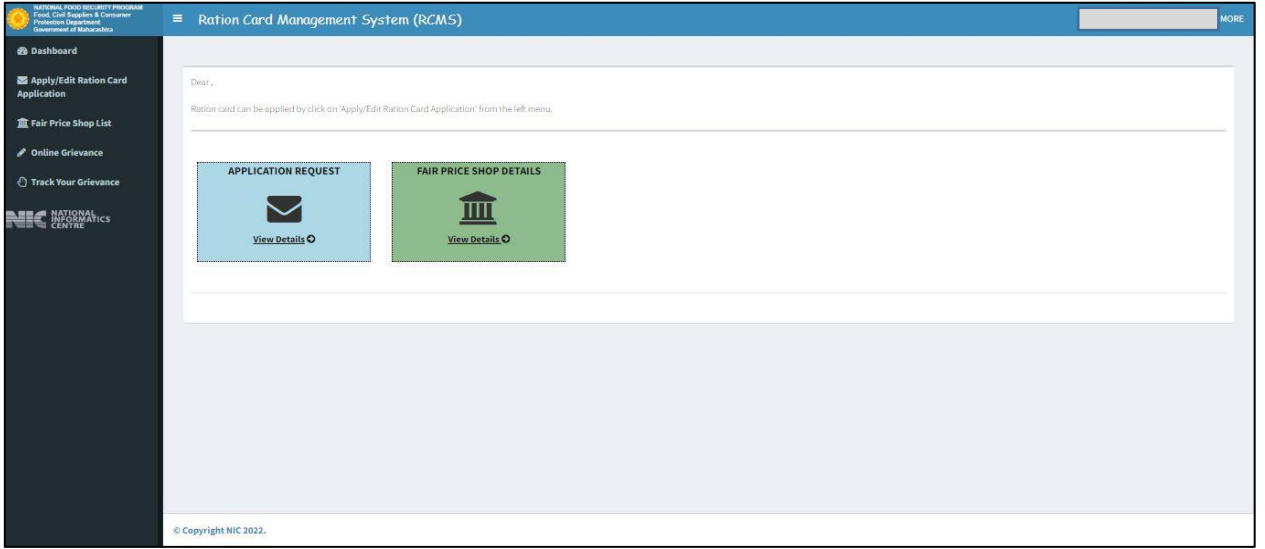 NATIONAL FOOD SECURITY PROGRAM
Food, Civil Supplies & Consumer
Protection Department
Government of Maharashtra
Ration Card Management System (RCMS)
MORE
Dashboard
Apply/Edit Ration Card
Application
Fair Price Shop List
Online Grievance
Track Your Grievance
NIC NATIONAL
INFORMATICS
CENTRE
Dear ,
Ration card can be applied by click on 'Apply/Edit Ration Card Application' from the left menu.
APPLICATION REQUEST
View Details
FAIR PRICE SHOP DETAILS
View Details
© Copyright NIC 2022.